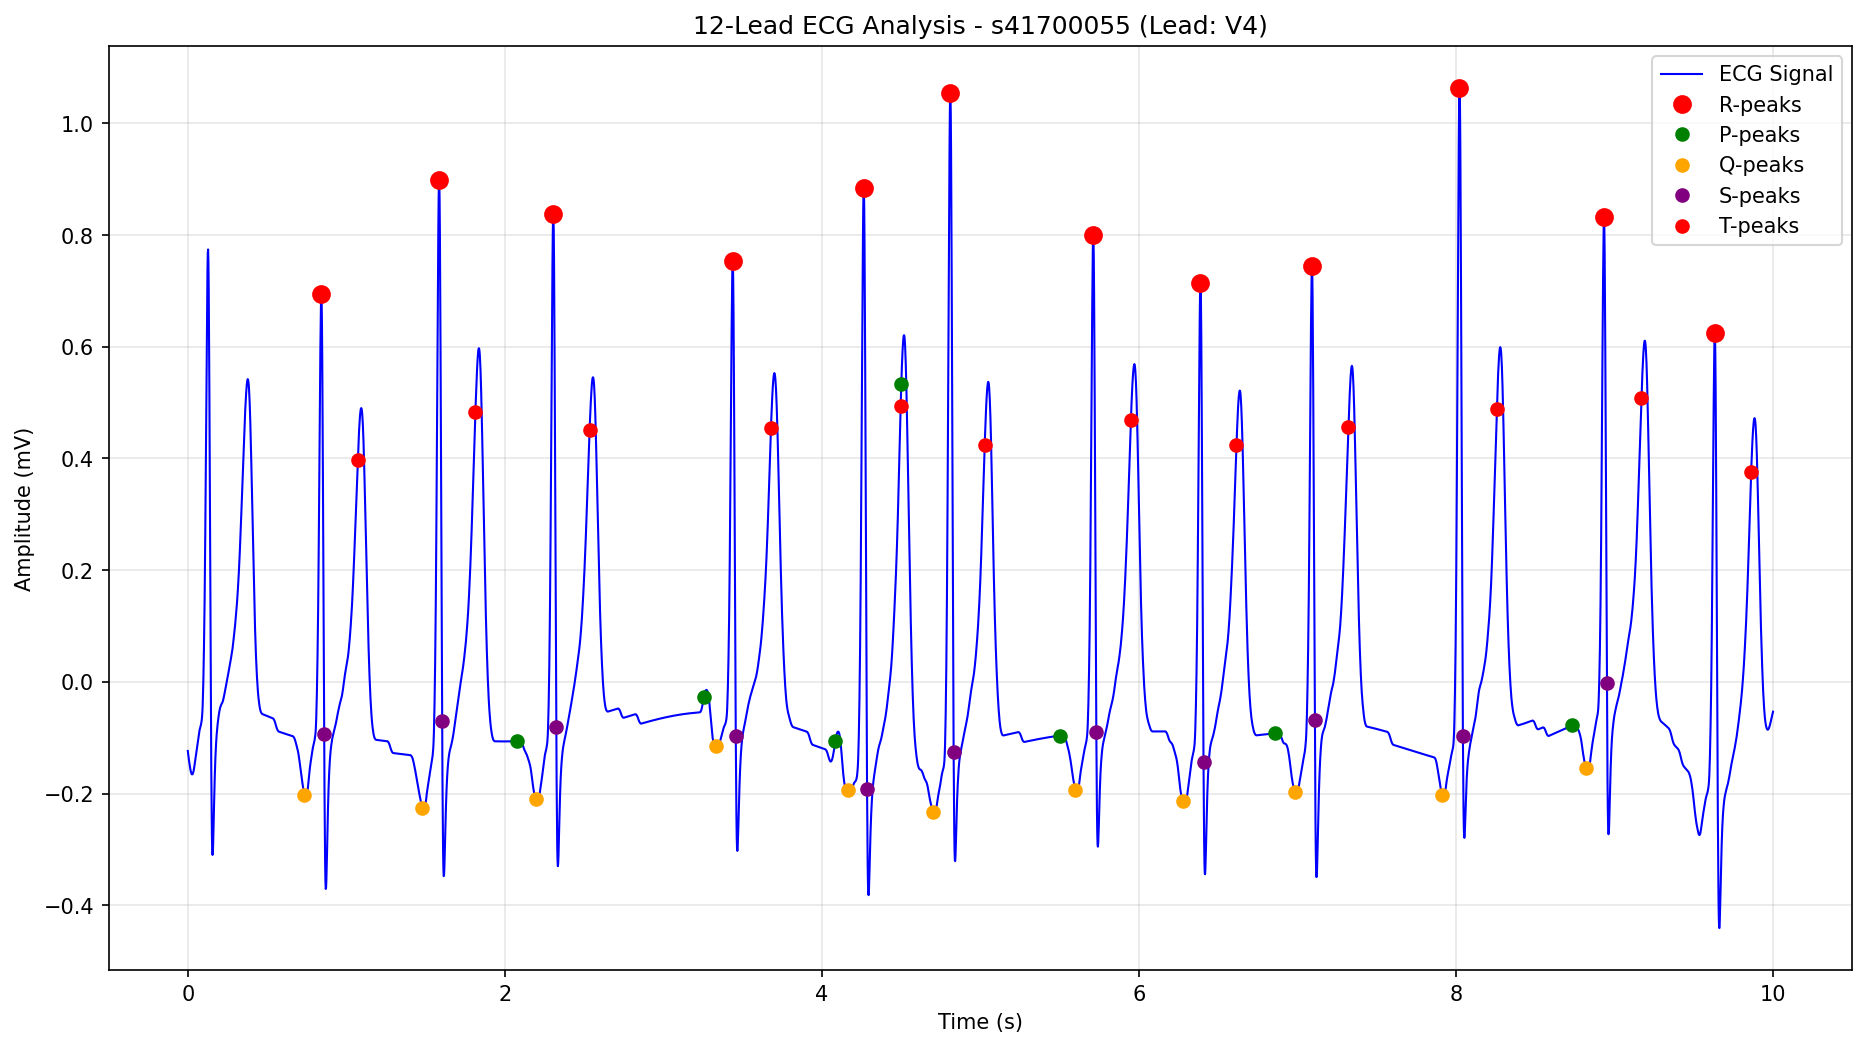 12-Lead ECG Analysis - s41700055 (Lead: V4)
ECG Signal
R-peaks
P-peaks
Q-peaks
S-peaks
T-peaks
Amplitude (mV)
1.0
0.8
0.6
0.4
0.2
0.0
−0.2
−0.4
0 2 4 6 8 10
Time (s)